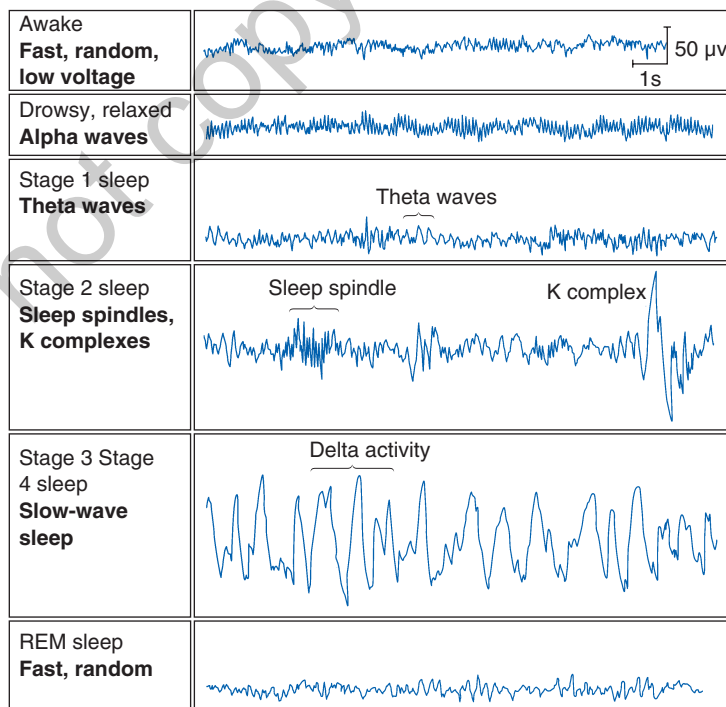 Awake
Fast, random,
low voltage
50 μv
1s
Drowsy, relaxed
Alpha waves
Stage 1 sleep
Theta waves
Theta waves
Stage 2 sleep
Sleep spindles,
K complexes
Sleep spindle
K complex
Stage 3 Stage
4 sleep
Slow-wave
sleep
Delta activity
REM sleep
Fast, random
not copy